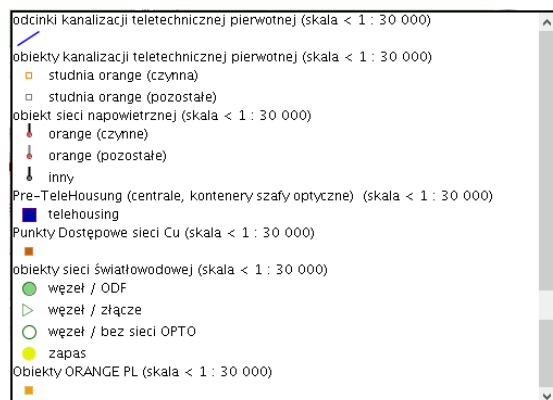 odcinki kanalizacji teletechnicznej pierwotnej (skala < 1 : 30 000)
obiekty kanalizacji teletechnicznej pierwotnej (skala < 1 : 30 000)
studnia orange (czynna)
studnia orange (pozostałe)
obiekt sieci napowietrznej (skala < 1 : 30 000)
orange (czynne)
orange (pozostałe)
inny
Pre-TeleHousung (centrale, kontenery szafy optyczne) (skala < 1 : 30 000)
telehousing
Punkty Dostępowe sieci Cu (skala < 1 : 30 000)
obiekty sieci światłowodowej (skala < 1 : 30 000)
węzeł / ODF
węzeł / złącze
węzeł / bez sieci OPTO
zapas
Obiekty ORANGE PL (skala < 1 : 30 000)